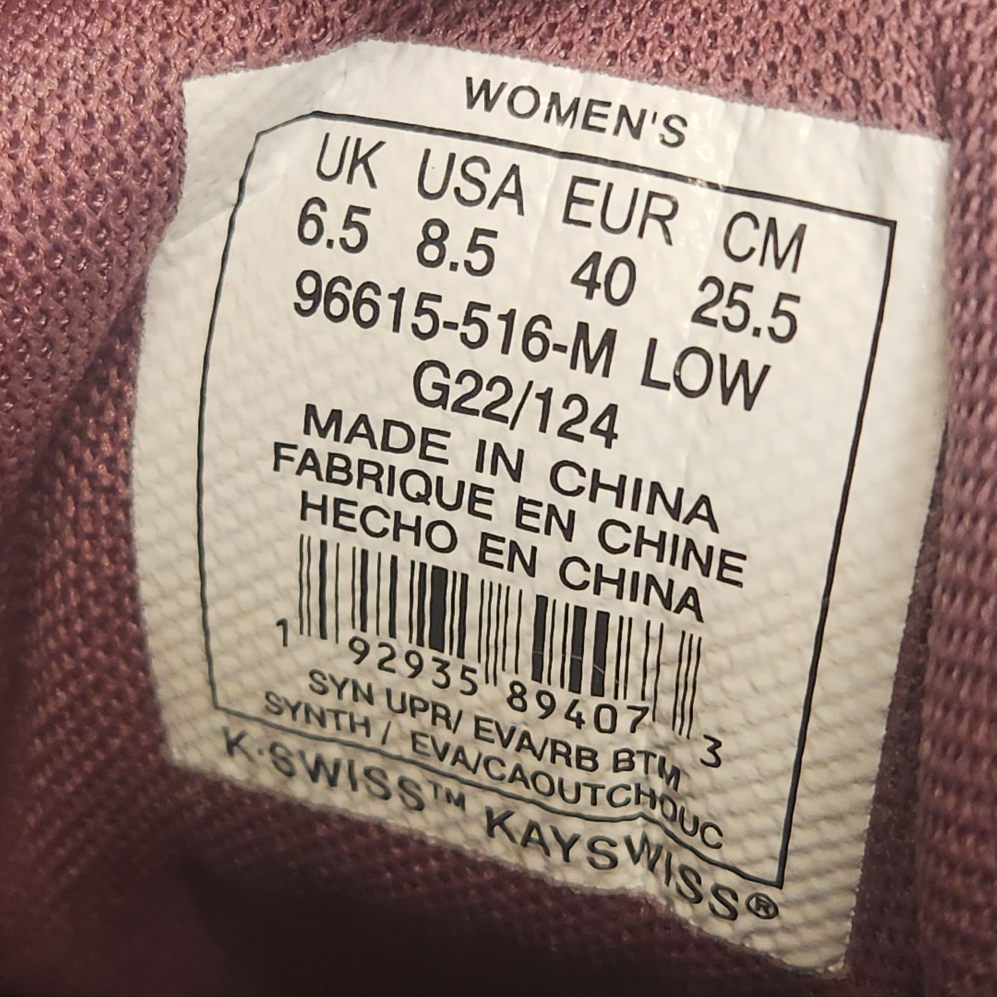 WOMEN'S
UK USA EUR CM
6.5 8.5 40 25.5
96615-516-M LOW
G22/124
MADE IN CHINA
FABRIQUE EN CHINE
HECHO EN CHINA
1 92935 89407 3
SYN UPR/ EVA/RB BTM
SYNTH / EVA/CAOUTCHOUC
K·SWISS™ KAYSWISS®